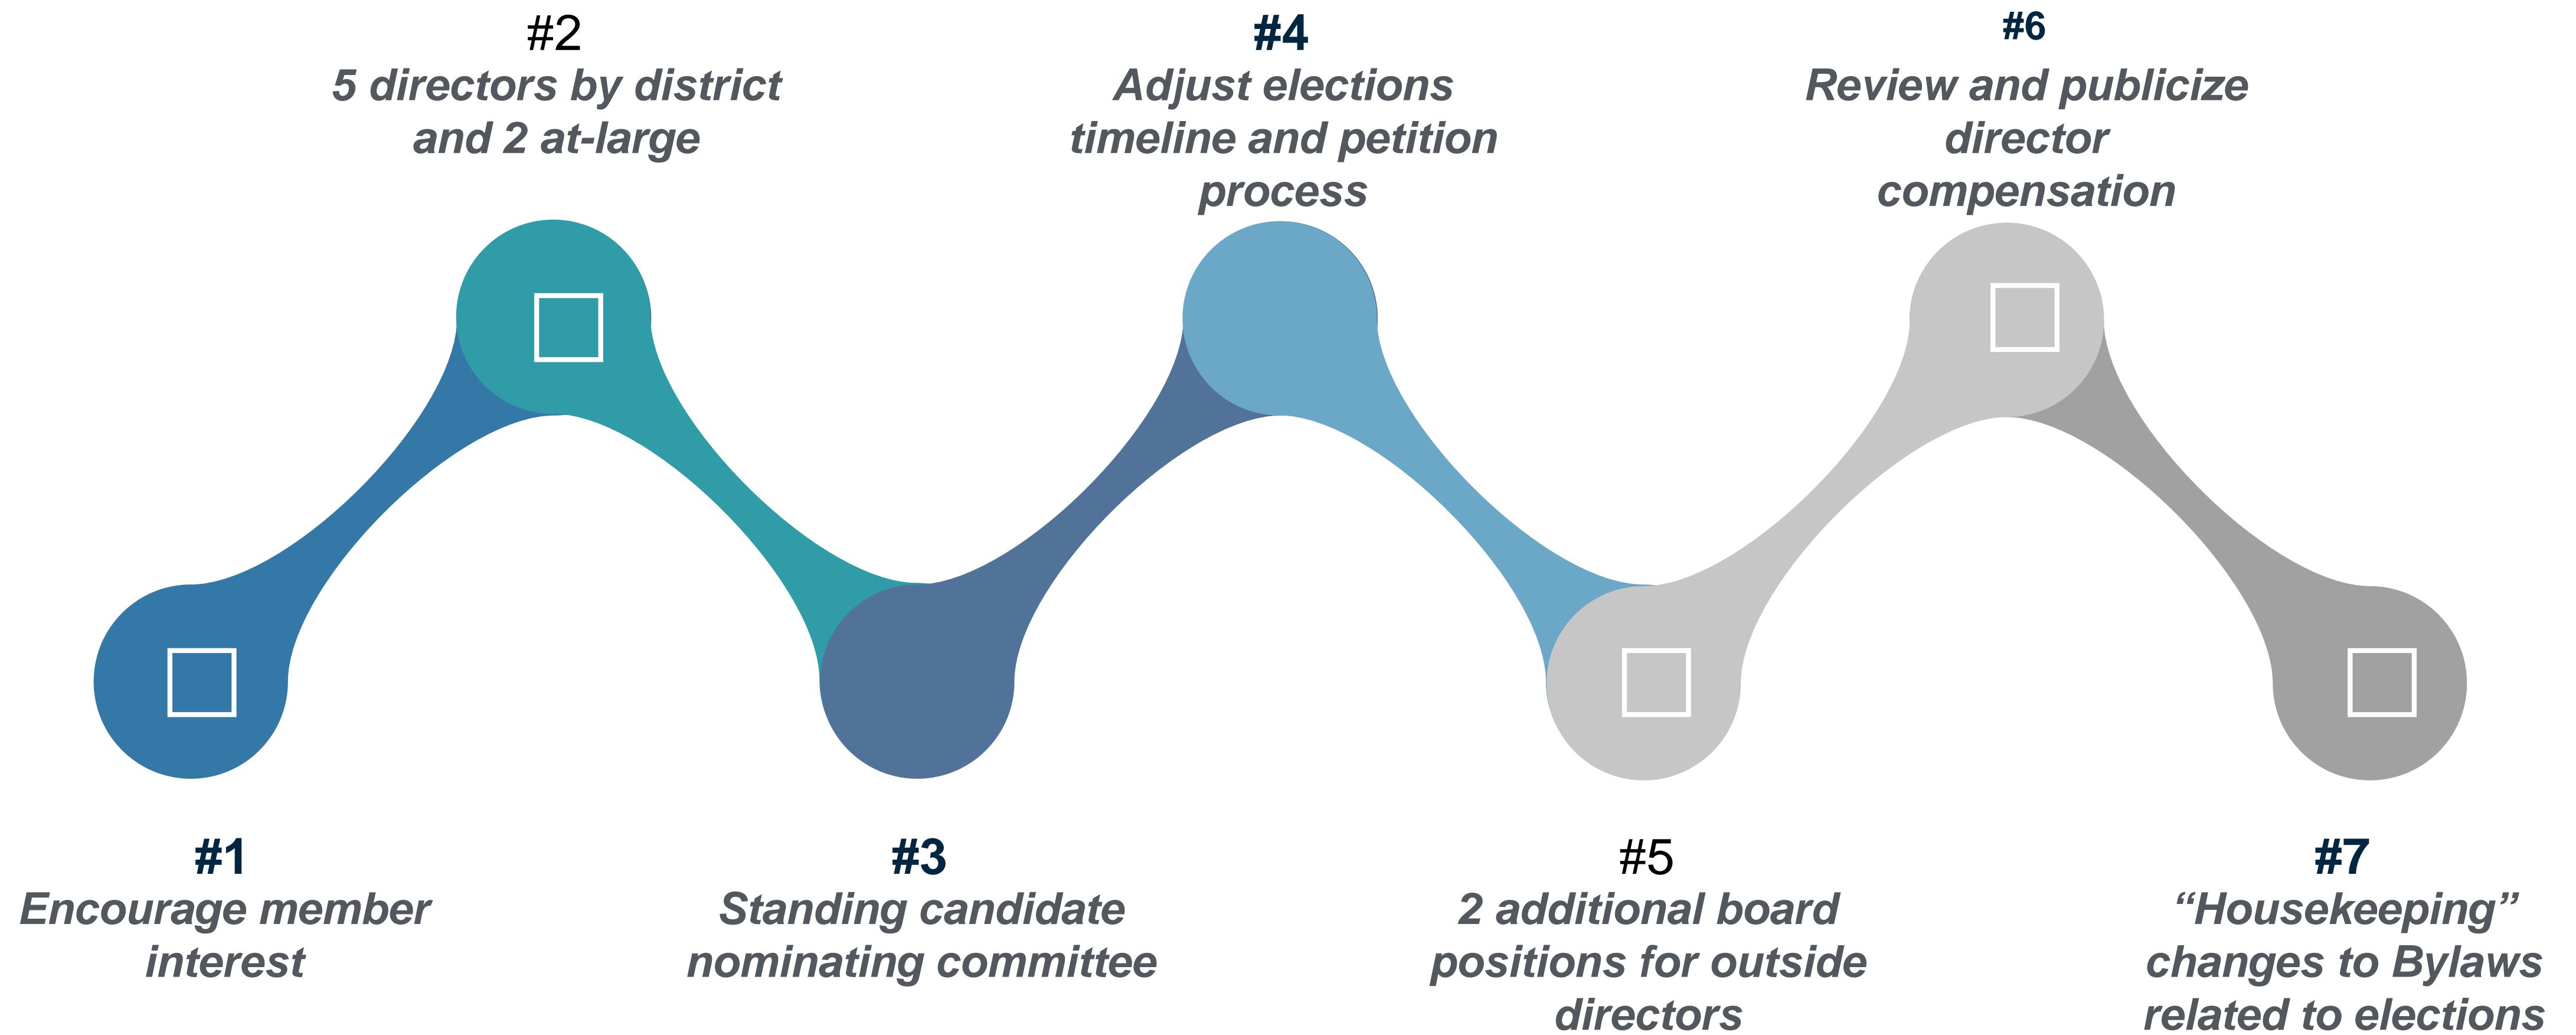 #1
Encourage member
interest
#2
5 directors by district
and 2 at-large
#3
Standing candidate
nominating committee
#4
Adjust elections
timeline and petition
process
#5
2 additional board
positions for outside
directors
#6
Review and publicize
director
compensation
#7
“Housekeeping”
changes to Bylaws
related to elections